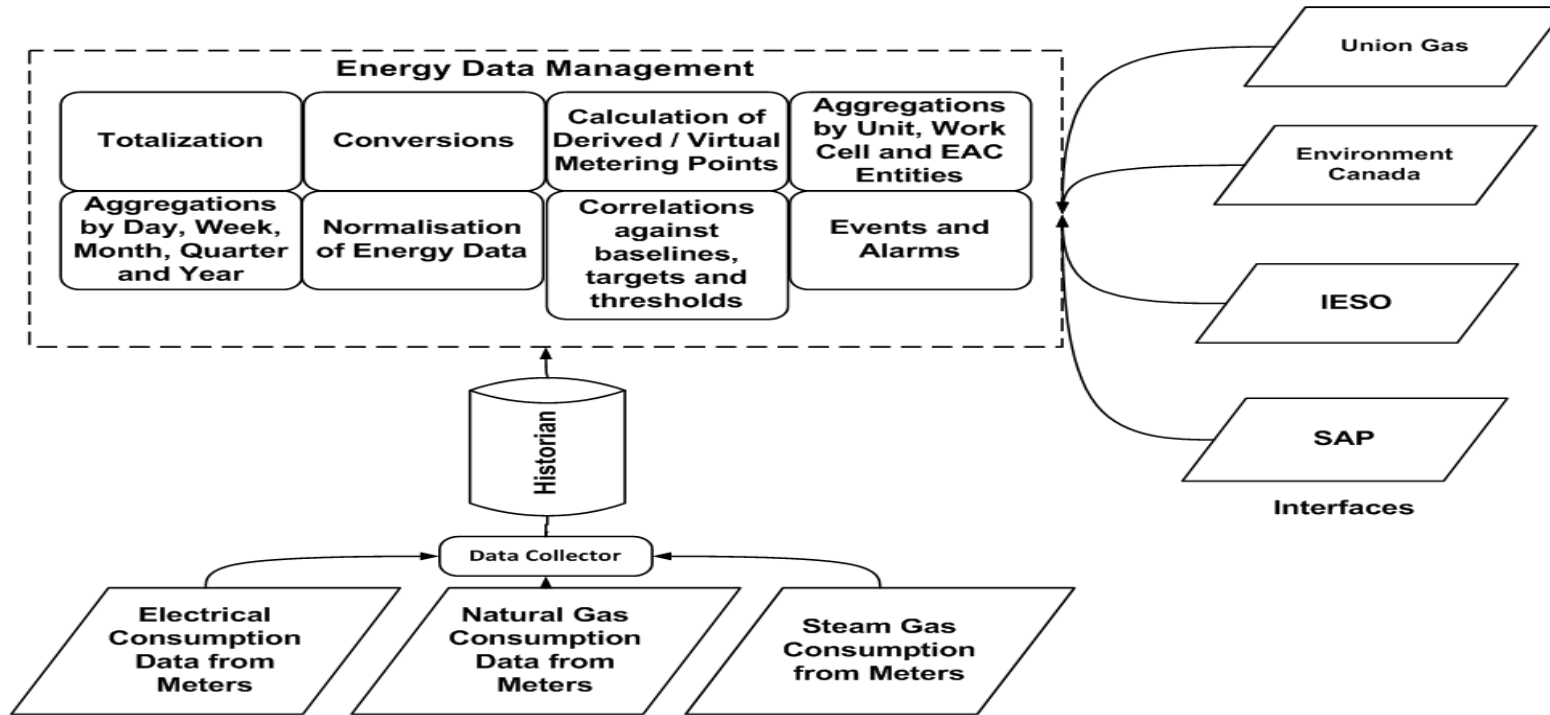 Energy Data Management
Totalization
Conversions
Calculation of
Derived / Virtual
Metering Points
Aggregations
by Unit, Work
Cell and EAC
Entities
Aggregations
by Day, Week,
Month, Quarter
and Year
Normalisation
of Energy Data
Correlations
against
baselines,
targets and
thresholds
Events and
Alarms
Union Gas
Environment
Canada
IESO
SAP
Interfaces
Historian
Data Collector
Electrical
Consumption
Data from
Meters
Natural Gas
Consumption
Data from
Meters
Steam Gas
Consumption
from Meters